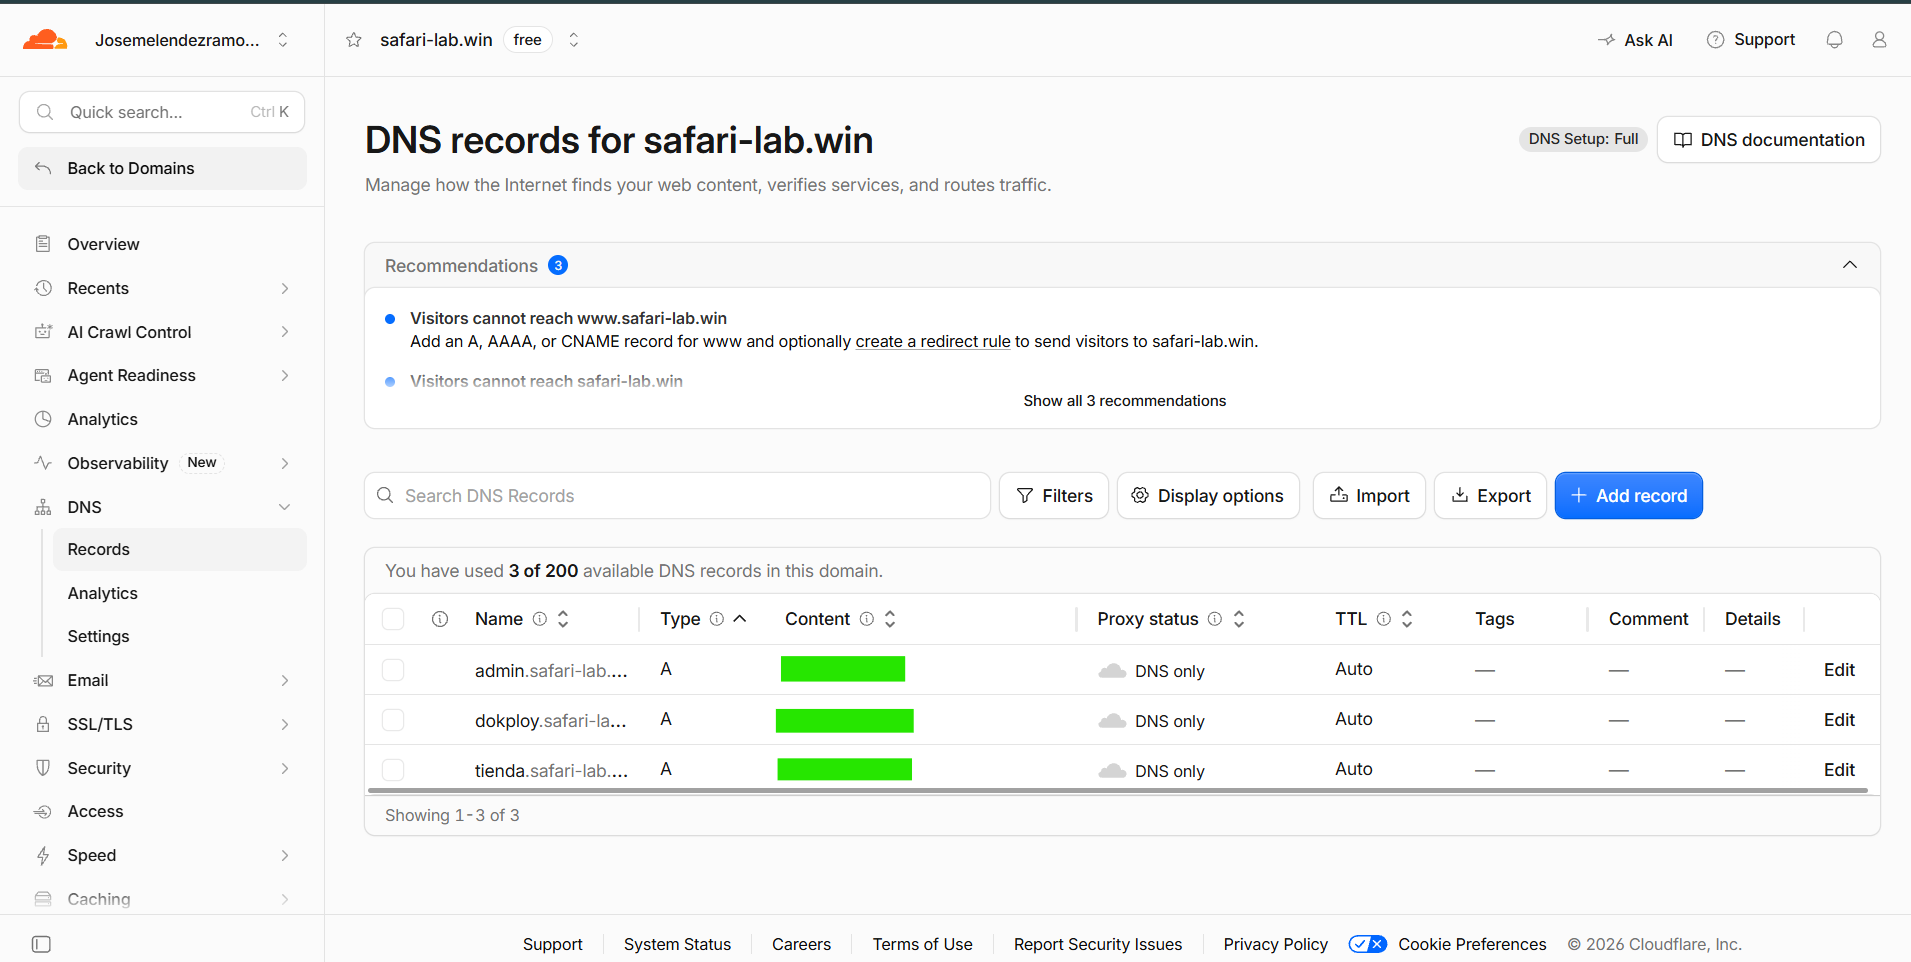 Josemelendezramo...
safari-lab.win free
Ask AI
Support
Quick search... Ctrl K
Back to Domains
Overview
Recents
AI Crawl Control
Agent Readiness
Analytics
Observability New
DNS
Records
Analytics
Settings
Email
SSL/TLS
Security
Access
Speed
Caching
DNS records for safari-lab.win
DNS Setup: Full
DNS documentation
Manage how the Internet finds your web content, verifies services, and routes traffic.
Recommendations 3
Visitors cannot reach www.safari-lab.win
Add an A, AAAA, or CNAME record for www and optionally create a redirect rule to send visitors to safari-lab.win.
Visitors cannot reach safari-lab.win
Show all 3 recommendations
Search DNS Records
Filters
Display options
Import
Export
Add record
You have used 3 of 200 available DNS records in this domain.
Name Type Content Proxy status TTL Tags Comment Details
admin.safari-lab.... A DNS only Auto — — — Edit
dokploy.safari-la... A DNS only Auto — — — Edit
tienda.safari-lab.... A DNS only Auto — — — Edit
Showing 1-3 of 3
Support System Status Careers Terms of Use Report Security Issues Privacy Policy Cookie Preferences © 2026 Cloudflare, Inc.